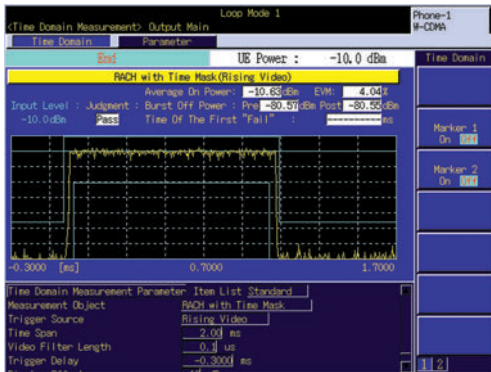 Loop Mode 1
<Time Domain Measurement> Output Main
Phone-1
W-CDMA
Time Domain
Parameter
End
UE Power : -10.0 dBm
Time Domain
RACH with Time Mask(Rising Video)
Average On Power: -10.63dBm EVM: 4.04%
Input Level : Judgment : Burst Off Power : Pre -80.57dBm Post -80.55dBm
-10.0dBm Pass Time Of The First "Fail" : ---------- ms
Marker 1
On Off
Marker 2
On Off
-0.3000 [ms] 0.7000 1.7000
Time Domain Measurement Parameter Item List Standard
Measurement Object RACH with Time Mask
Trigger Source Rising Video
Time Span 2.00 ms
Video Filter Length 0.1 us
Trigger Delay -0.3000 ms
1 2